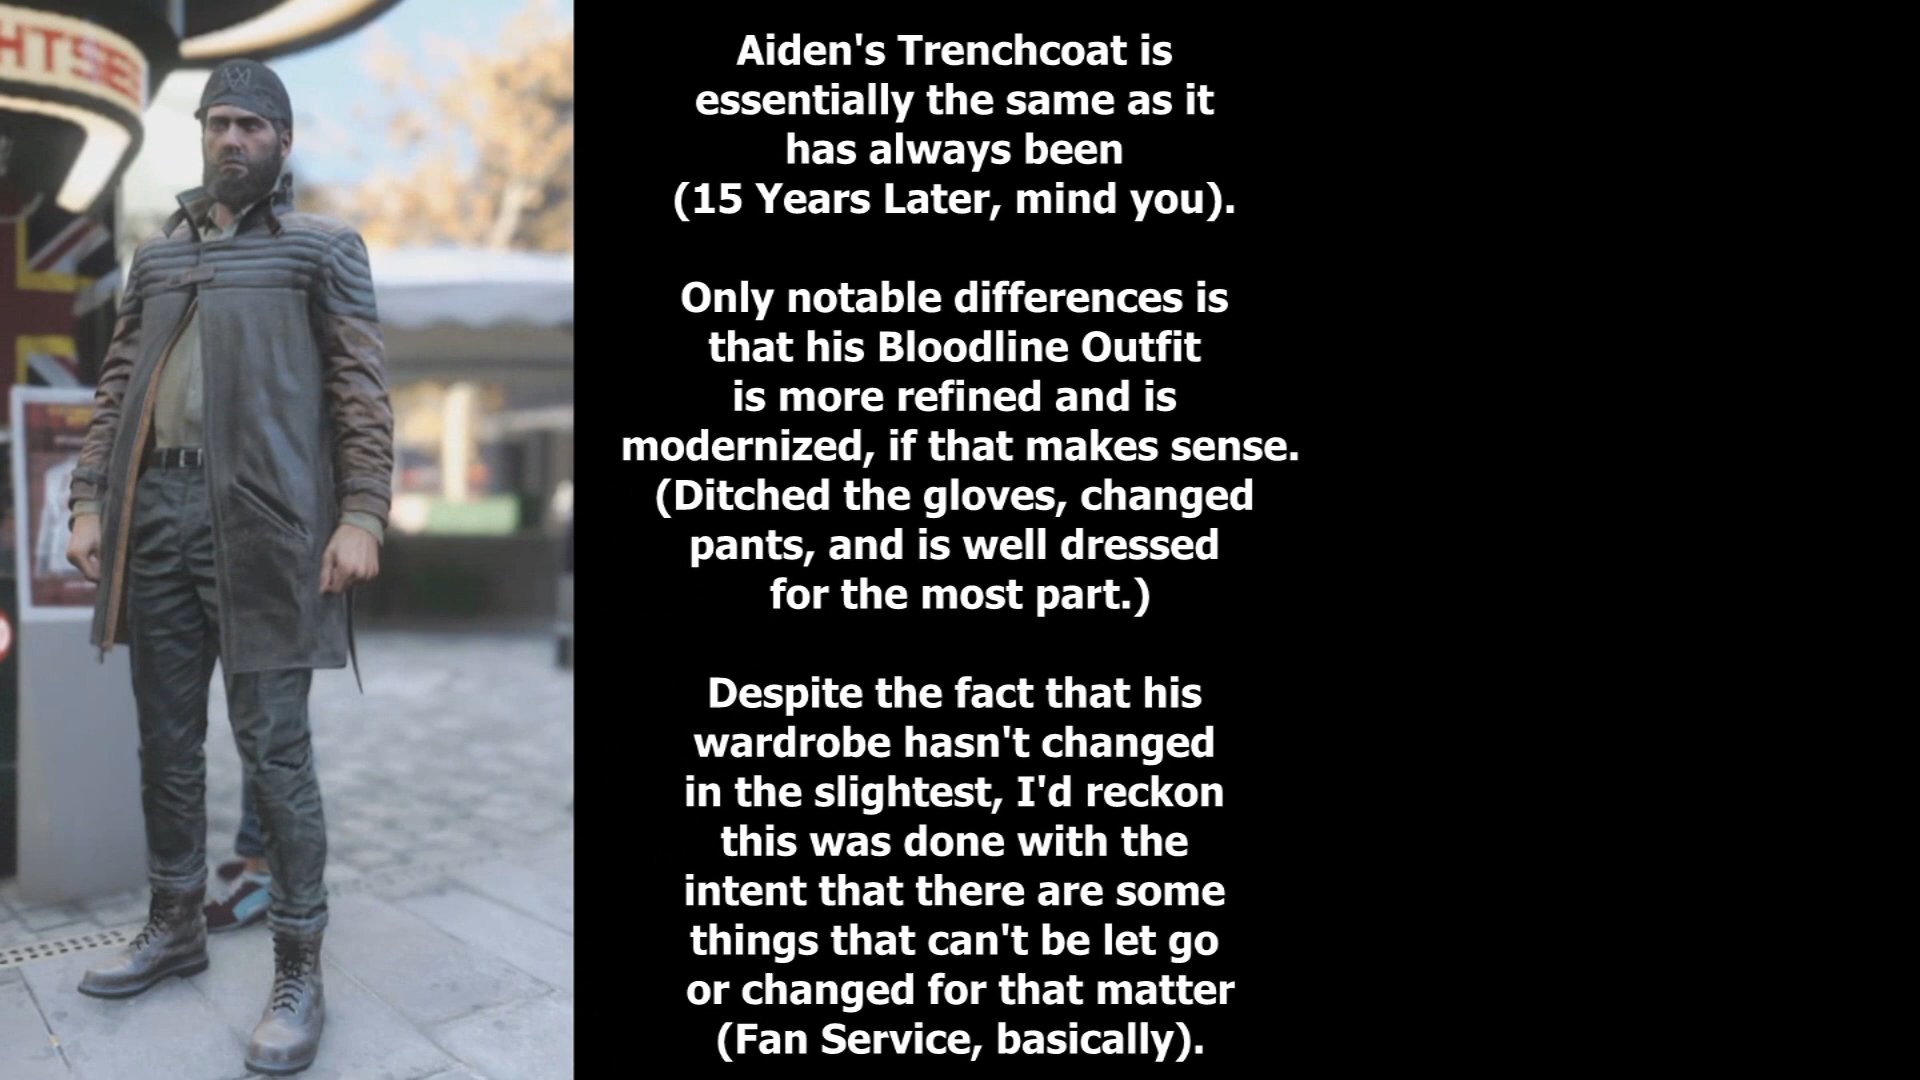 HTSEE
Aiden's Trenchcoat is
essentially the same as it
has always been
(15 Years Later, mind you).
Only notable differences is
that his Bloodline Outfit
is more refined and is
modernized, if that makes sense.
(Ditched the gloves, changed
pants, and is well dressed
for the most part.)
Despite the fact that his
wardrobe hasn't changed
in the slightest, I'd reckon
this was done with the
intent that there are some
things that can't be let go
or changed for that matter
(Fan Service, basically).